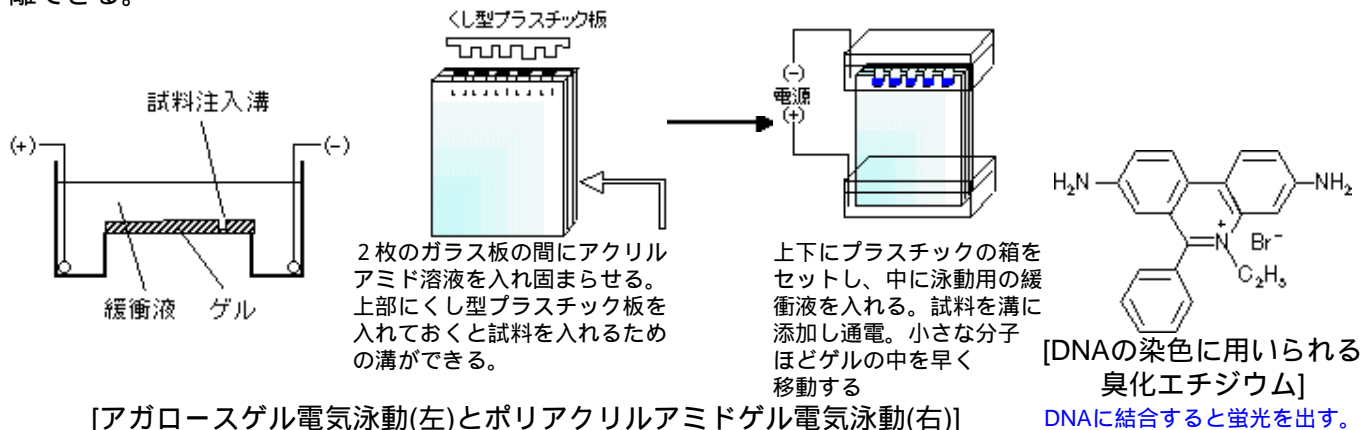 離できる。
くし型プラスチック板
試料注入溝
(+)
(-)
緩衝液
ゲル
2枚のガラス板の間にアクリル
アミド溶液を入れ固まらせる。
上部にくし型プラスチック板を
入れておくと試料を入れるため
の溝ができる。
(-)
電源
(+)
上下にプラスチックの箱を
セットし、中に泳動用の緩
衝液を入れる。試料を溝に
添加し通電。小さな分子
ほどゲルの中を早く
移動する
H₂N
NH₂
+
N
Br⁻
C₂H₅
[DNAの染色に用いられる
臭化エチジウム]
DNAに結合すると蛍光を出す。
[アガロースゲル電気泳動(左)とポリアクリルアミドゲル電気泳動(右)]